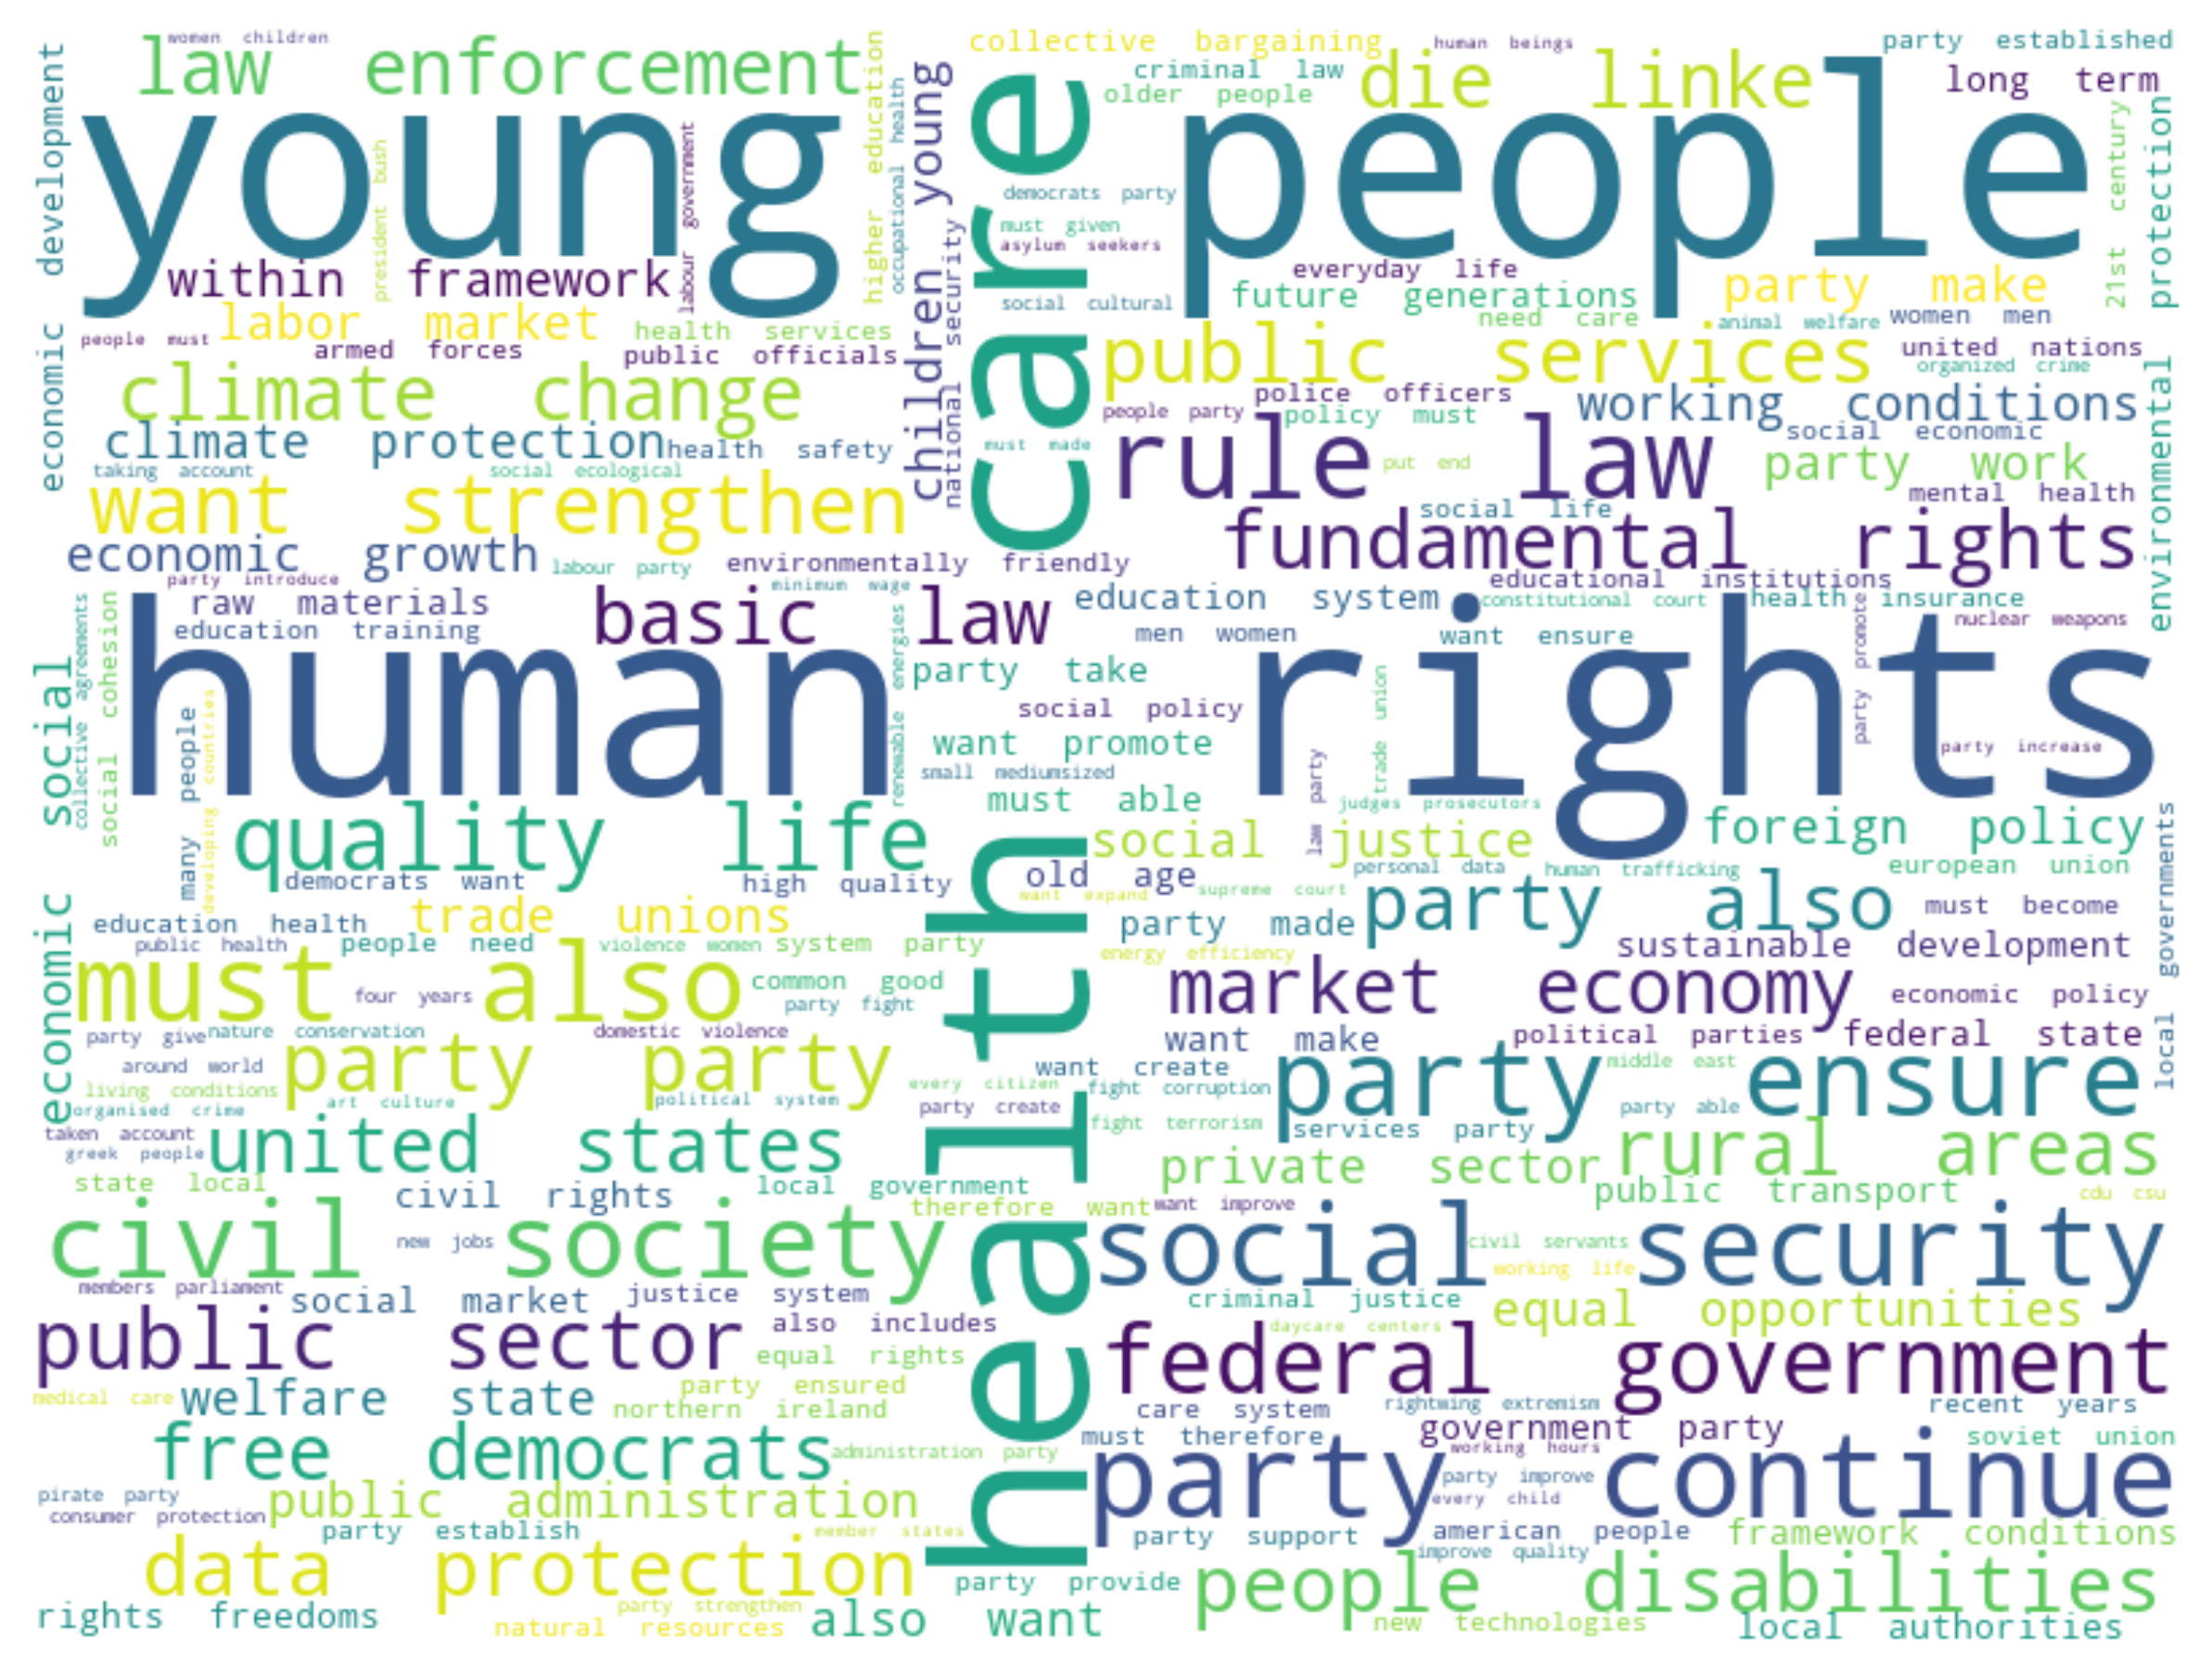 women children
law enforcement
collective bargaining
human beings
party established
criminal law
die linke
long term
older people
young people
economic development
president bush
labour government
higher education
occupational health
children young
national security
health care
democrats party
must given
asylum seekers
social cultural
21st century
environmental protection
within framework
everyday life
future generations
party make
labor market
health services
need care
animal welfare
women men
people must
armed forces
public officials
public services
united nations
organized crime
climate change
police officers
working conditions
people party
policy must
climate protection
health safety
must made
rule law
social economic
taking account
social ecological
put end
party work
want strengthen
mental health
social life
economic growth
labour party
environmentally friendly
fundamental rights
party introduce
minimum wage
educational institutions
raw materials
basic law
education system
constitutional court
health insurance
education training
men women
want ensure
nuclear weapons
human rights
economic social
collective agreements
social cohesion
many people
developing countries
renewable energies
party take
social policy
trade union
party promote
want promote
law party
party increase
small mediumsized
must able
judges prosecutors
quality life
social justice
foreign policy
democrats want
high quality
old age
personal data
human trafficking
european union
want expand
supreme court
education health
trade unions
party made
party also
must become
public health
people need
violence women
system party
energy efficiency
sustainable development
local governments
must also
four years
common good
party fight
market economy
economic policy
party give
nature conservation
domestic violence
want make
political parties
federal state
around world
party party
want create
party ensure
middle east
living conditions
every citizen
fight corruption
organised crime
art culture
political system
party create
party able
taken account
fight terrorism
services party
greek people
united states
private sector
rural areas
state local
civil rights
local government
public transport
cdu csu
therefore want
want improve
civil society
new jobs
social security
civil servants
working life
members parliament
social market
justice system
criminal justice
equal opportunities
public sector
also includes
daycare centers
equal rights
federal government
medical care
welfare state
party ensured
northern ireland
care system
rightwing extremism
recent years
must therefore
government party
soviet union
free democrats
administration party
working hours
party continue
party improve
pirate party
public administration
every child
consumer protection
party establish
member states
party support
american people
framework conditions
improve quality
data protection
party provide
people disabilities
rights freedoms
party strengthen
natural resources
also want
new technologies
local authorities